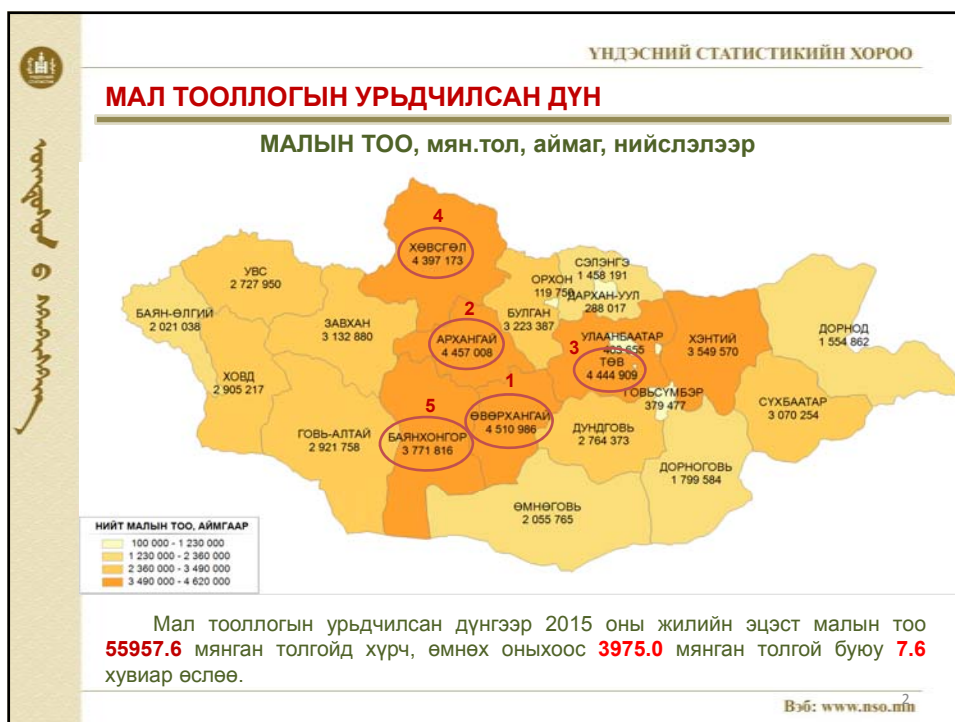 ҮНДЭСНИЙ СТАТИСТИКИЙН ХОРОО
МАЛ ТООЛЛОГЫН УРЬДЧИЛСАН ДҮН
МАЛЫН ТОО, мян.тол, аймаг, нийслэлээр
4
ХӨВСГӨЛ
4 397 173
УВС
2 727 950
СЭЛЭНГЭ
1 458 191
ОРХОН
119 750
ДАРХАН-УУЛ
288 017
БАЯН-ӨЛГИЙ
2 021 038
ЗАВХАН
3 132 880
2
АРХАНГАЙ
4 457 008
БУЛГАН
3 223 387
УЛААНБААТАР
403 655
3
ТӨВ
4 444 909
ХЭНТИЙ
3 549 570
ДОРНОД
1 554 862
ХОВД
2 905 217
1
ӨВӨРХАНГАЙ
4 510 986
ГОВЬСҮМБЭР
379 477
СҮХБААТАР
3 070 254
ГОВЬ-АЛТАЙ
2 921 758
5
БАЯНХОНГОР
3 771 816
ДУНДГОВЬ
2 764 373
ДОРНОГОВЬ
1 799 584
ӨМНӨГОВЬ
2 055 765
НИЙТ МАЛЫН ТОО, АЙМГААР
100 000 - 1 230 000
1 230 000 - 2 360 000
2 360 000 - 3 490 000
3 490 000 - 4 620 000
Мал тооллогын урьдчилсан дүнгээр 2015 оны жилийн эцэст малын тоо
55957.6 мянган толгойд хүрч, өмнөх оныхоос 3975.0 мянган толгой буюу 7.6
хувиар өслөө.
Вэб: www.nso.mn
2